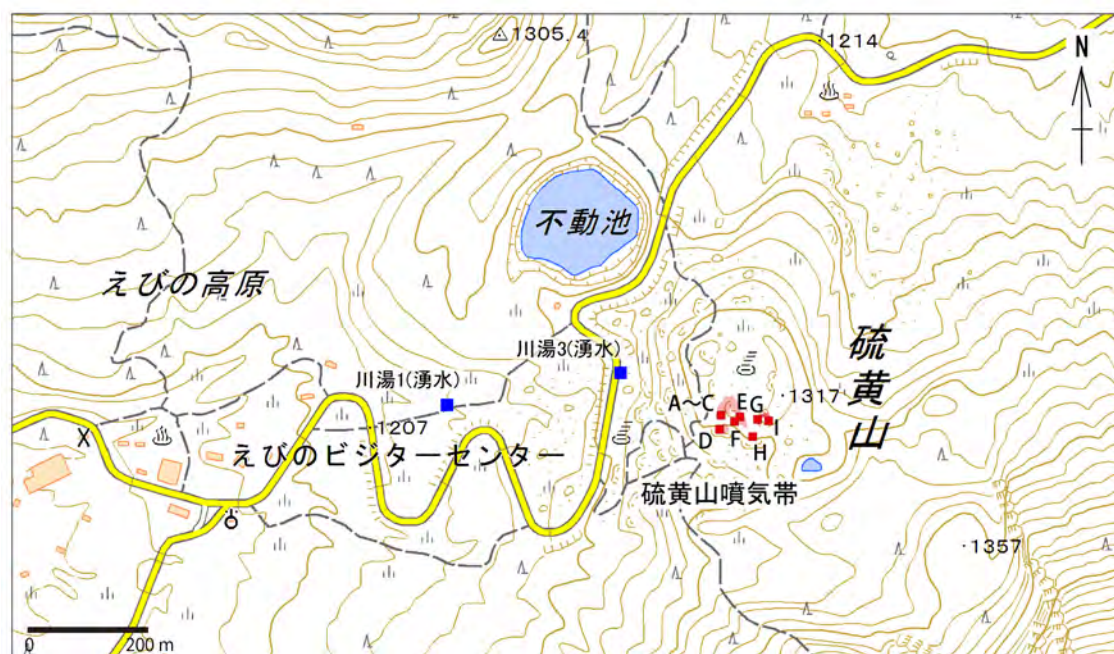 1305.4
1214
N
不動池
えびの高原
硫黄山
川湯3(湧水)
川湯1(湧水)
1317
A～C
E
G
I
D
F
H
1207
えびのビジターセンター
硫黄山噴気帯
1357
X
0
200 m